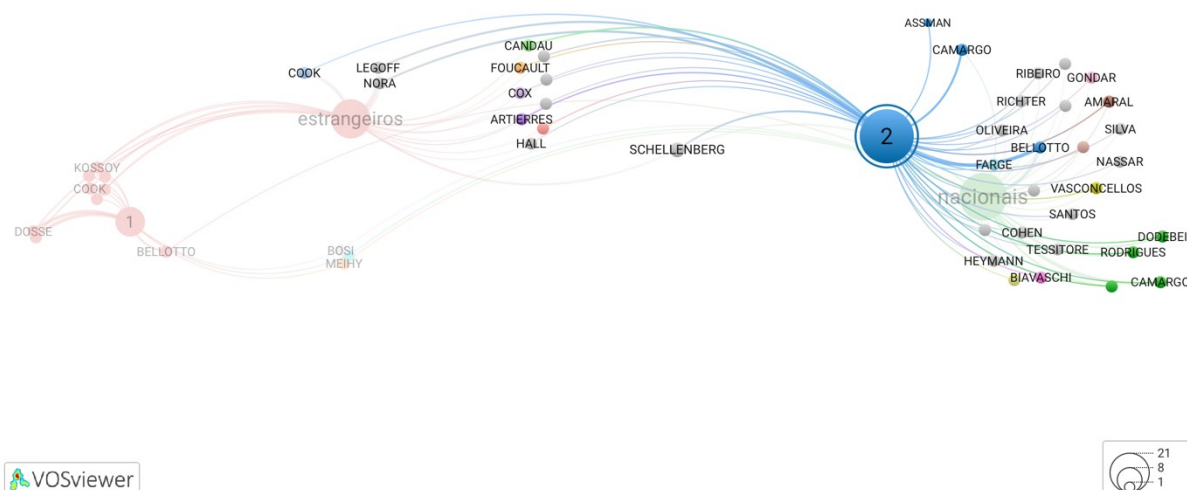 ASSMAN
CANDAU
CAMARGO
LEGOFF
FOUCAULT
COOK
RIBEIRO
GONDAR
NORA
COX
RICHTER
AMARAL
estrangeiros
ARTIERRES
OLIVEIRA
SILVA
2
HALL
SCHELLENBERG
BELLOTTO
NASSAR
KOSSOY
FARGE
COOK
nacionais
VASCONCELLOS
1
SANTOS
DOSSE
COHEN
DODEBEI
BELLOTTO
BOSI
TESSITORE
RODRIGUES
MEIHY
HEYMANN
BIAVASCHI
CAMARGO
21
8
1
VOSviewer